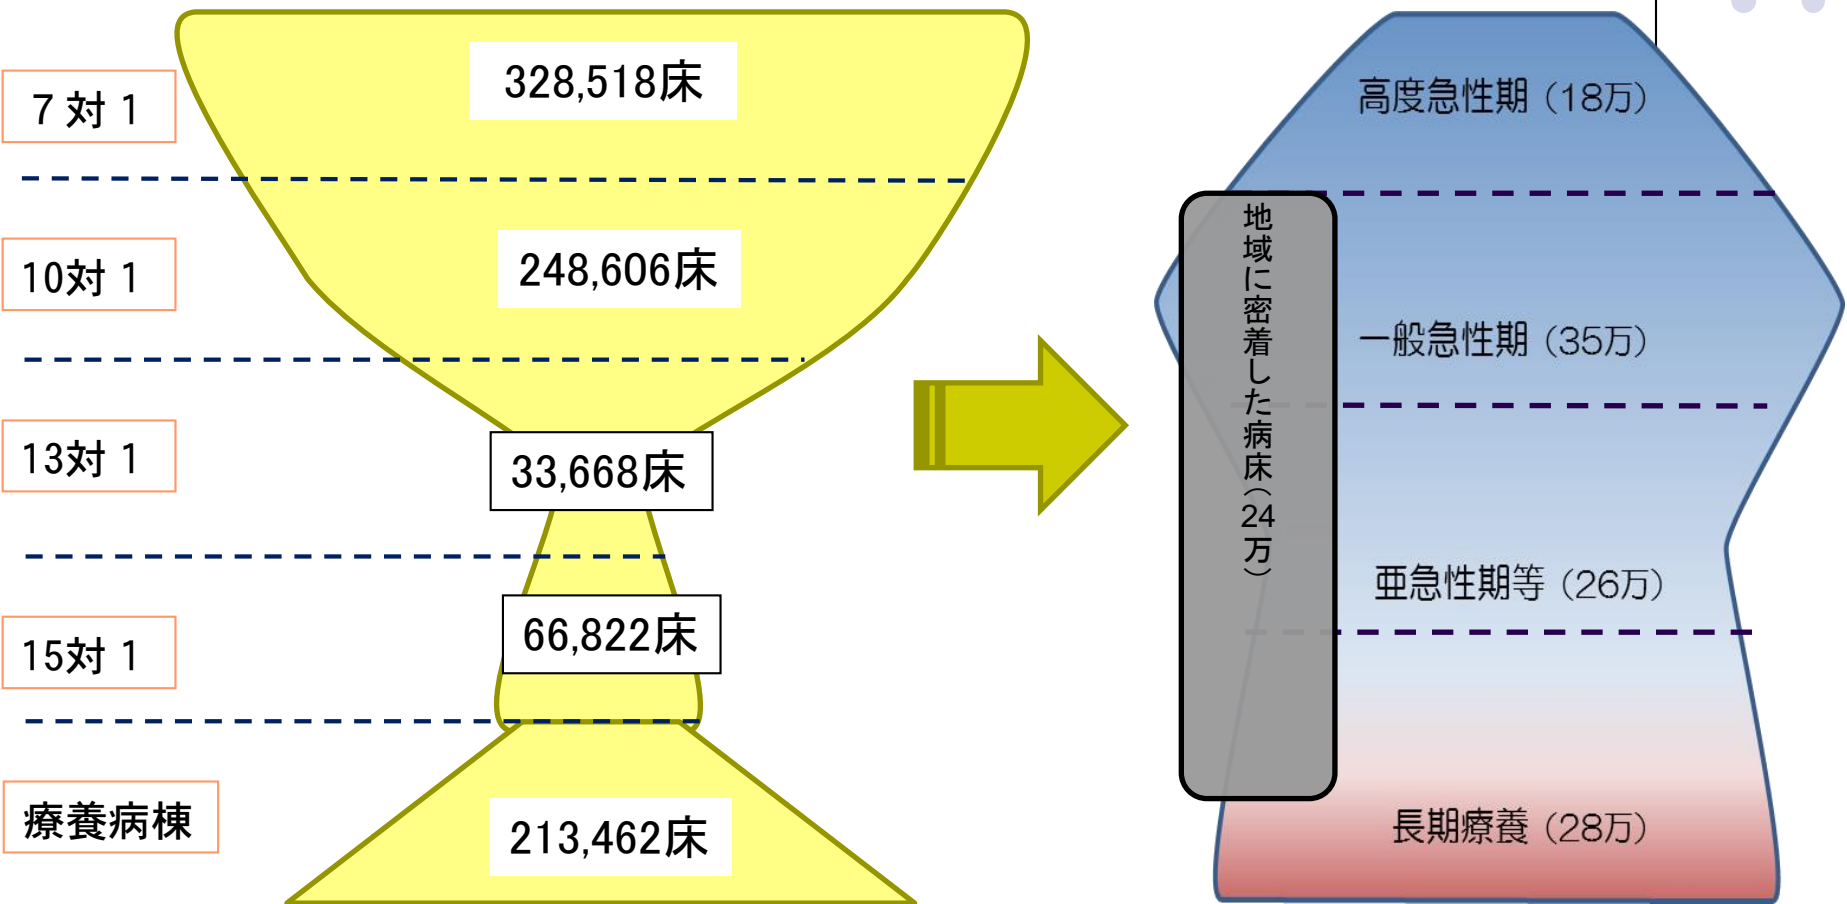 7対1
328,518床
10対1
248,606床
13対1
33,668床
15対1
66,822床
療養病棟
213,462床
地域に密着した病床(24万)
高度急性期（18万）
一般急性期（35万）
亜急性期等（26万）
長期療養（28万）